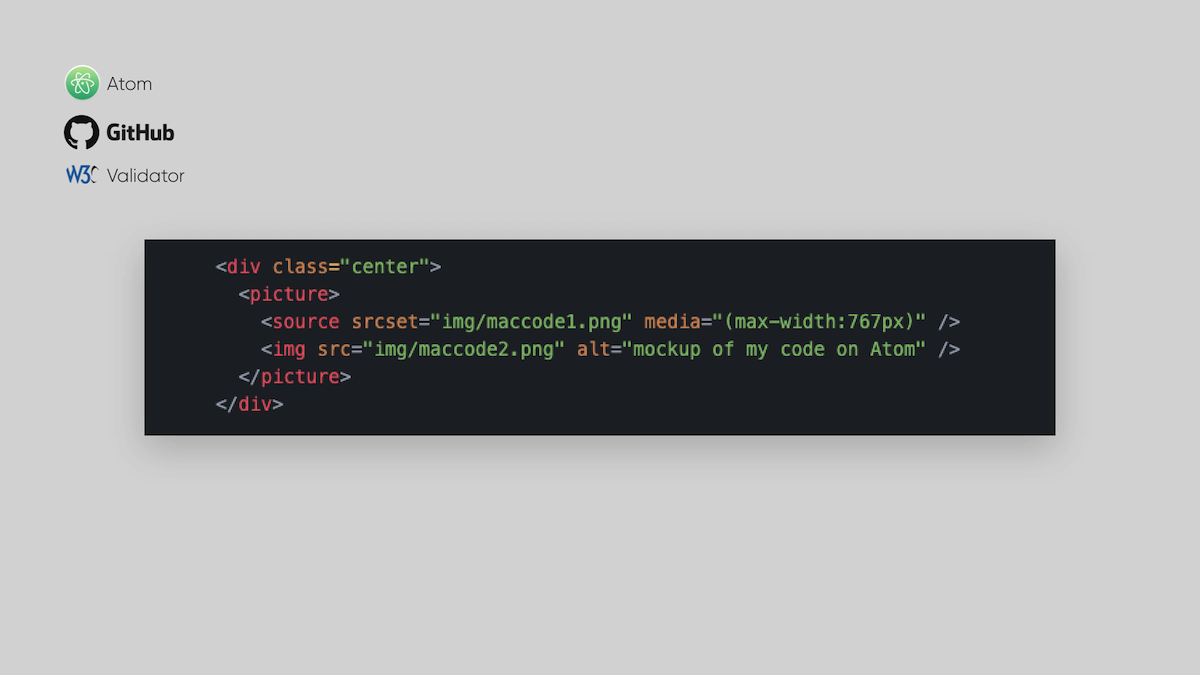 Atom
GitHub
W3C Validator
<div class="center">
<picture>
<source srcset="img/maccode1.png" media="(max-width:767px)" />
<img src="img/maccode2.png" alt="mockup of my code on Atom" />
</picture>
</div>